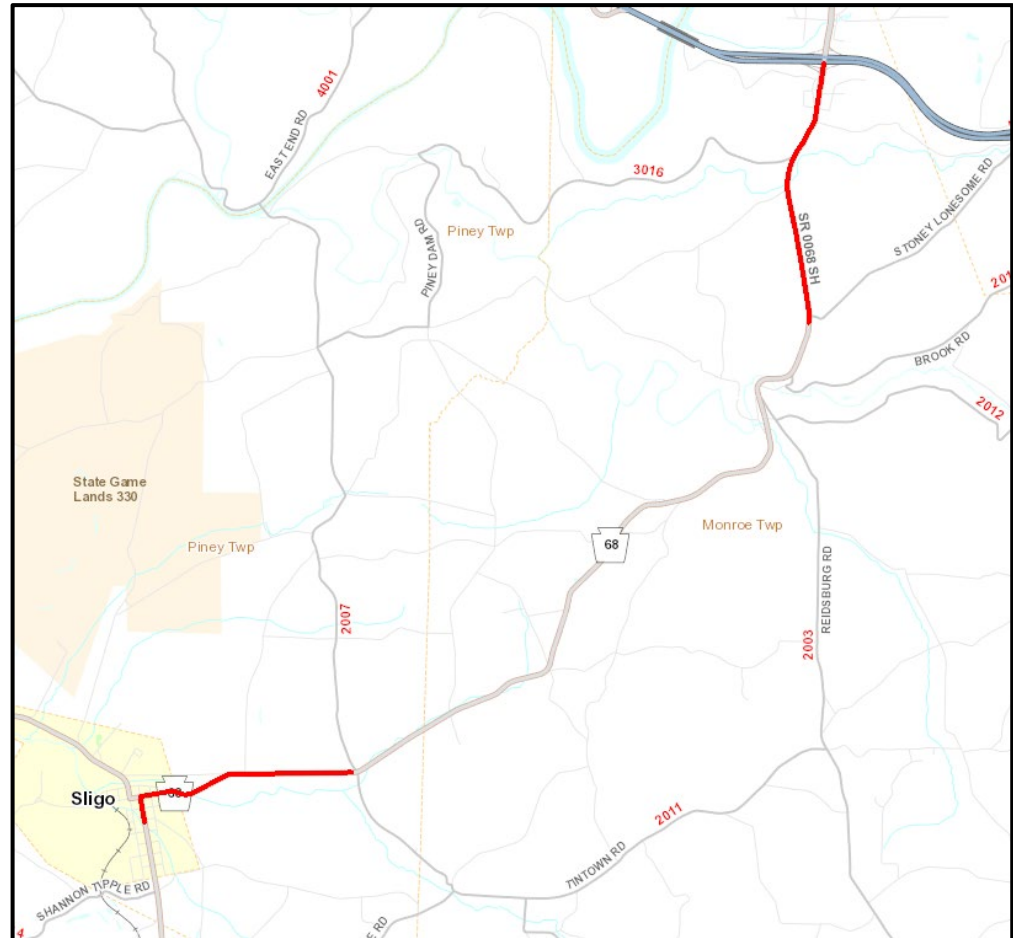 4001
EAST END RD
3016
STONEY LONESOME RD
PINEY DAM RD
Piney Twp
SR 0068 SH
201
BROOK RD
2012
State Game
Lands 330
Piney Twp
68
Monroe Twp
2007
REIDSBURG RD
2003
Sligo
2011
TINTOWN RD
SHANNON TIPPLE RD
4
E RD